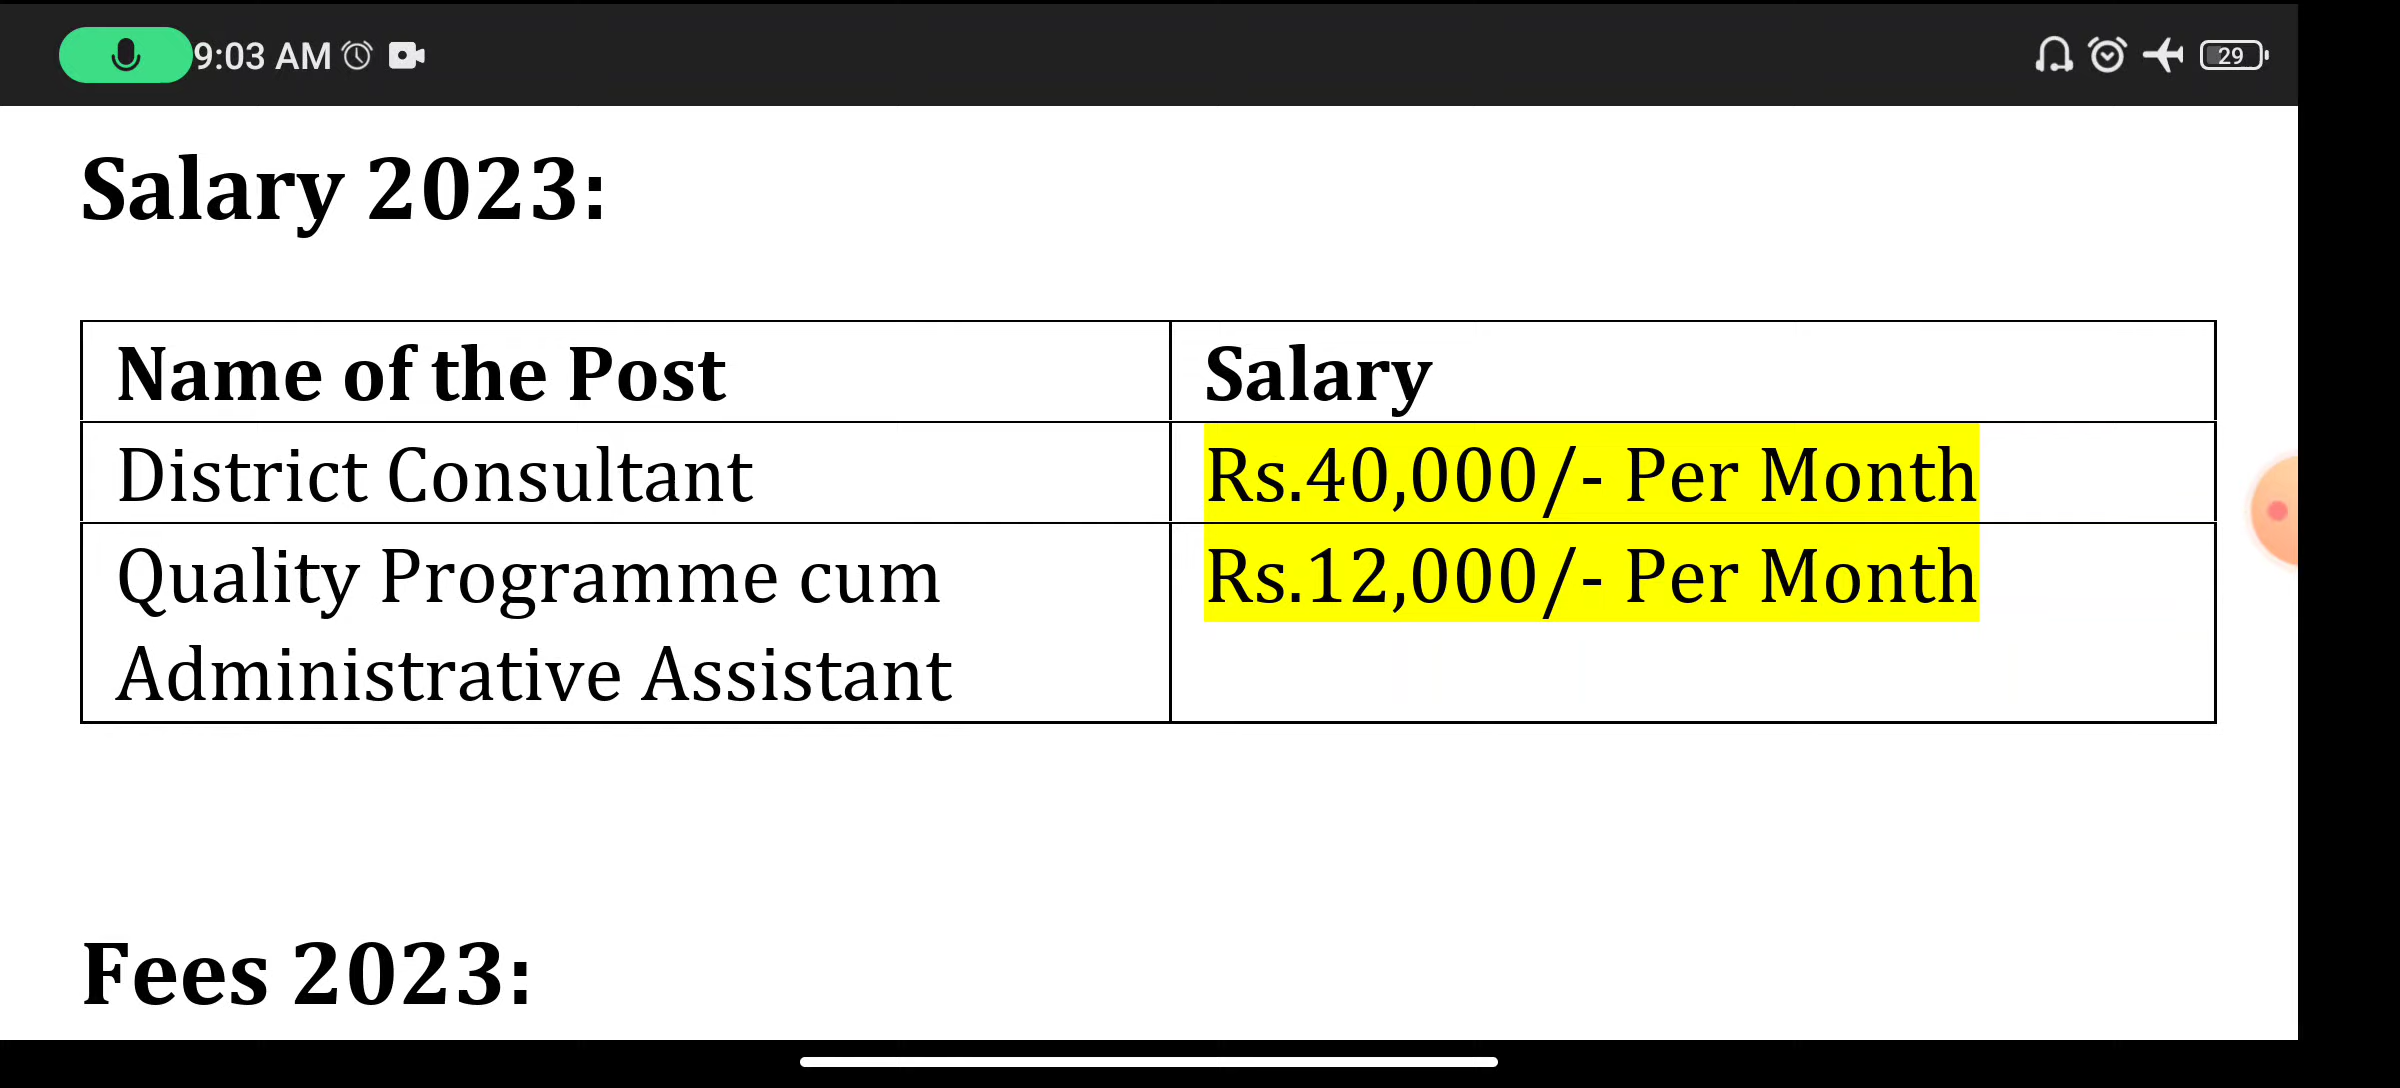 9:03 AM
29
Salary 2023:
Name of the Post Salary
District Consultant Rs.40,000/- Per Month
Quality Programme cum Rs.12,000/- Per Month
Administrative Assistant
Fees 2023: